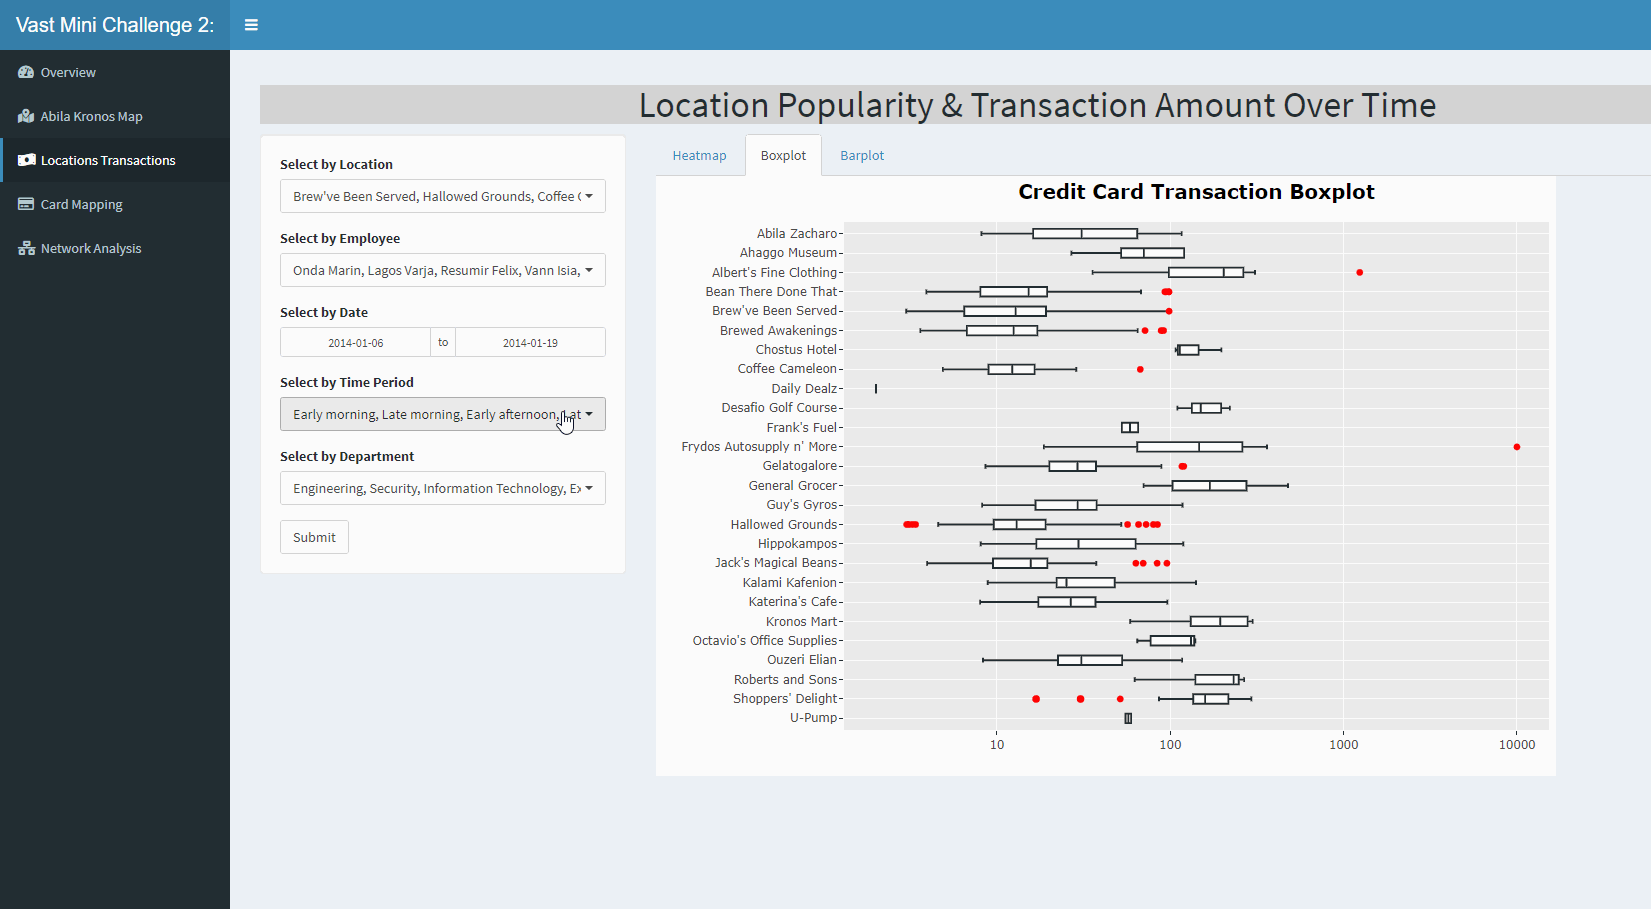 Vast Mini Challenge 2:
Overview
Abila Kronos Map
Locations Transactions
Card Mapping
Network Analysis
Location Popularity & Transaction Amount Over Time
Select by Location
Brew've Been Served, Hallowed Grounds, Coffee (
Select by Employee
Onda Marin, Lagos Varja, Resumir Felix, Vann Isia,
Select by Date
2014-01-06 to 2014-01-19
Select by Time Period
Early morning, Late morning, Early afternoon, Lat
Select by Department
Engineering, Security, Information Technology, Ex
Submit
Heatmap Boxplot Barplot
Credit Card Transaction Boxplot
Abila Zacharo
Ahaggo Museum
Albert's Fine Clothing
Bean There Done That
Brew've Been Served
Brewed Awakenings
Chostus Hotel
Coffee Cameleon
Daily Dealz
Desafio Golf Course
Frank's Fuel
Frydos Autosupply n' More
Gelatogalore
General Grocer
Guy's Gyros
Hallowed Grounds
Hippokampos
Jack's Magical Beans
Kalami Kafenion
Katerina's Cafe
Kronos Mart
Octavio's Office Supplies
Ouzeri Elian
Roberts and Sons
Shoppers' Delight
U-Pump
10 100 1000 10000